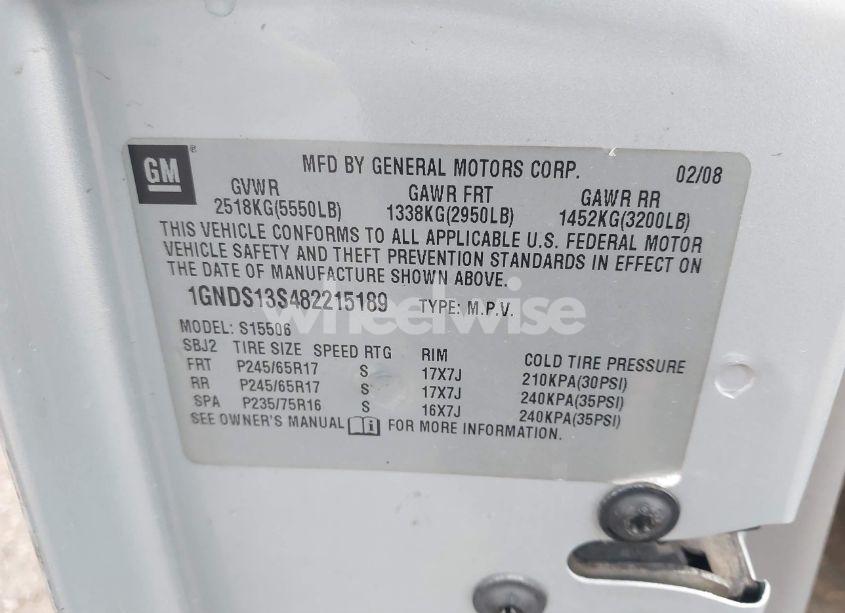 GM ® MFD BY GENERAL MOTORS CORP. 02/08
GVWR GAWR FRT GAWR RR
2518KG(5550LB) 1338KG(2950LB) 1452KG(3200LB)
THIS VEHICLE CONFORMS TO ALL APPLICABLE U.S. FEDERAL MOTOR
VEHICLE SAFETY AND THEFT PREVENTION STANDARDS IN EFFECT ON
THE DATE OF MANUFACTURE SHOWN ABOVE.
1GNDS13S482215189 TYPE: M.P.V.
wheelwise
MODEL: S15506
SBJ2 TIRE SIZE SPEED RTG RIM COLD TIRE PRESSURE
FRT P245/65R17 S 17X7J 210KPA(30PSI)
RR P245/65R17 S 17X7J 240KPA(35PSI)
SPA P235/75R16 S 16X7J 240KPA(35PSI)
SEE OWNER'S MANUAL i FOR MORE INFORMATION.